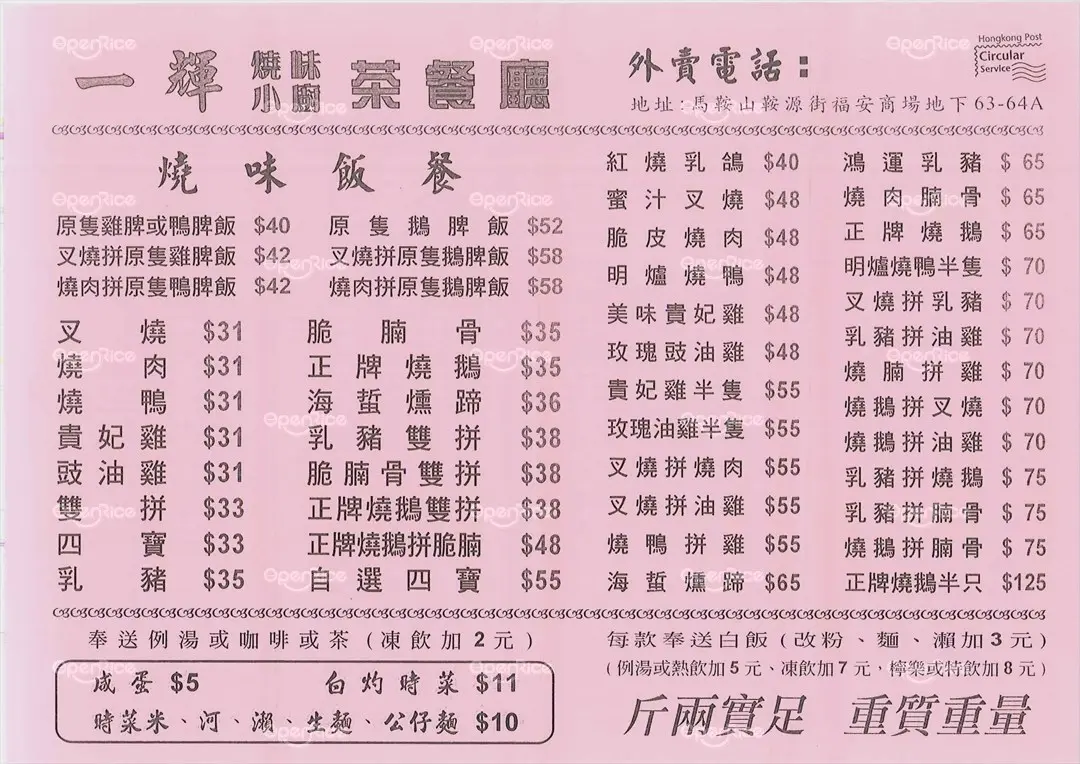 一輝 燒味小廚 茶餐廳
外賣電話：
Hongkong Post
Circular
Service
地址：馬鞍山鞍源街福安商場地下63-64A
燒味飯餐
原隻雞脾或鴨脾飯 $40 原隻鵝脾飯 $52
叉燒拼原隻雞脾飯 $42 叉燒拼原隻鵝脾飯 $58
燒肉拼原隻鴨脾飯 $42 燒肉拼原隻鵝脾飯 $58
叉燒 $31 脆腩骨 $35
燒肉 $31 正牌燒鵝 $35
燒鴨 $31 海蜇燻蹄 $36
貴妃雞 $31 乳豬雙拼 $38
豉油雞 $31 脆腩骨雙拼 $38
雙拼 $33 正牌燒鵝雙拼 $38
四寶 $33 正牌燒鵝拼脆腩 $48
乳豬 $35 自選四寶 $55
奉送例湯或咖啡或茶(凍飲加2元)
咸蛋 $5 白灼時菜 $11
時菜米、河、瀨、生麵、公仔麵 $10
紅燒乳鴿 $40 鴻運乳豬 $ 65
蜜汁叉燒 $48 燒肉腩骨 $ 65
脆皮燒肉 $48 正牌燒鵝 $ 65
明爐燒鴨 $48 明爐燒鴨半隻 $ 70
美味貴妃雞 $48 叉燒拼乳豬 $ 70
玫瑰豉油雞 $48 乳豬拼油雞 $ 70
貴妃雞半隻 $55 燒腩拼雞 $ 70
玫瑰油雞半隻 $55 燒鵝拼叉燒 $ 70
叉燒拼燒肉 $55 燒鵝拼油雞 $ 70
叉燒拼油雞 $55 乳豬拼燒鵝 $ 75
燒鴨拼雞 $55 乳豬拼腩骨 $ 75
海蜇燻蹄 $65 燒鵝拼腩骨 $ 75
正牌燒鵝半只 $125
每款奉送白飯(改粉、麵、瀨加3元)
(例湯或熱飲加5元、凍飲加7元，檸樂或特飲加8元)
斤兩實足 重質重量